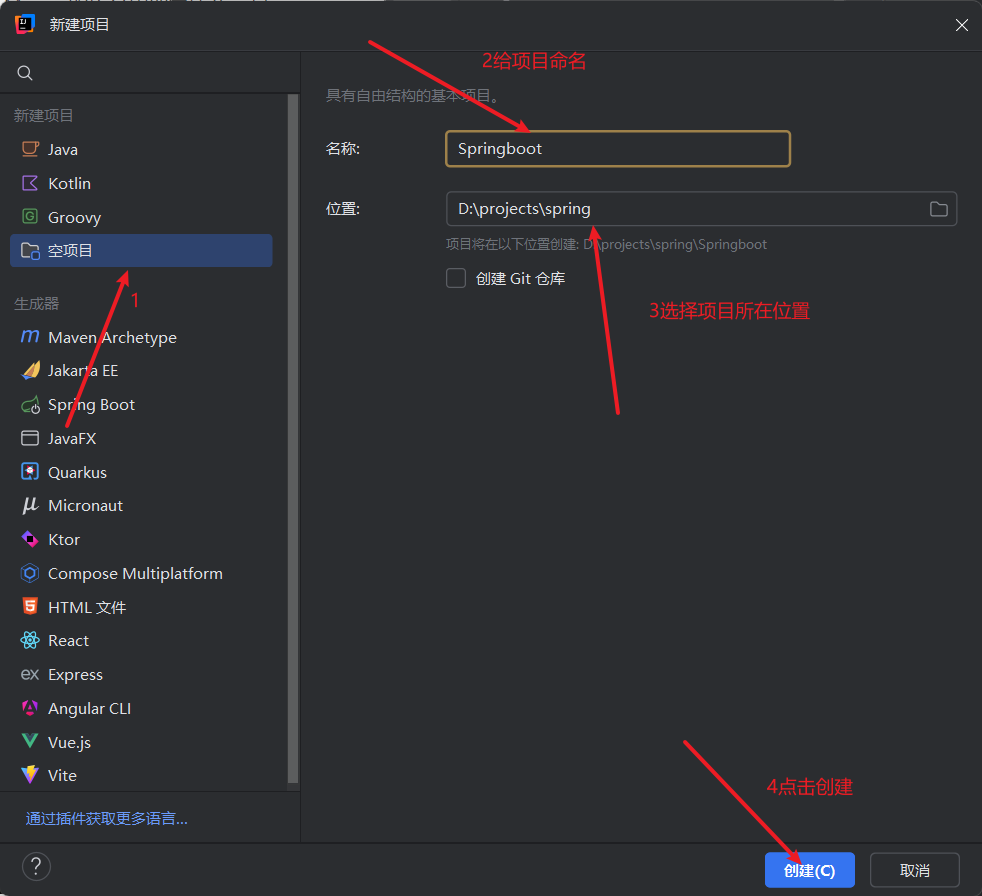 新建项目
2给项目命名
具有自由结构的基本项目。
新建项目
Java
名称:
Springboot
Kotlin
位置:
D:\projects\spring
Groovy
空项目
项目将在以下位置创建: D:\projects\spring\Springboot
创建 Git 仓库
1
生成器
3选择项目所在位置
Maven Archetype
Jakarta EE
Spring Boot
JavaFX
Quarkus
Micronaut
Ktor
Compose Multiplatform
HTML 文件
React
Express
Angular CLI
Vue.js
Vite
4点击创建
通过插件获取更多语言...
?
创建(C)
取消